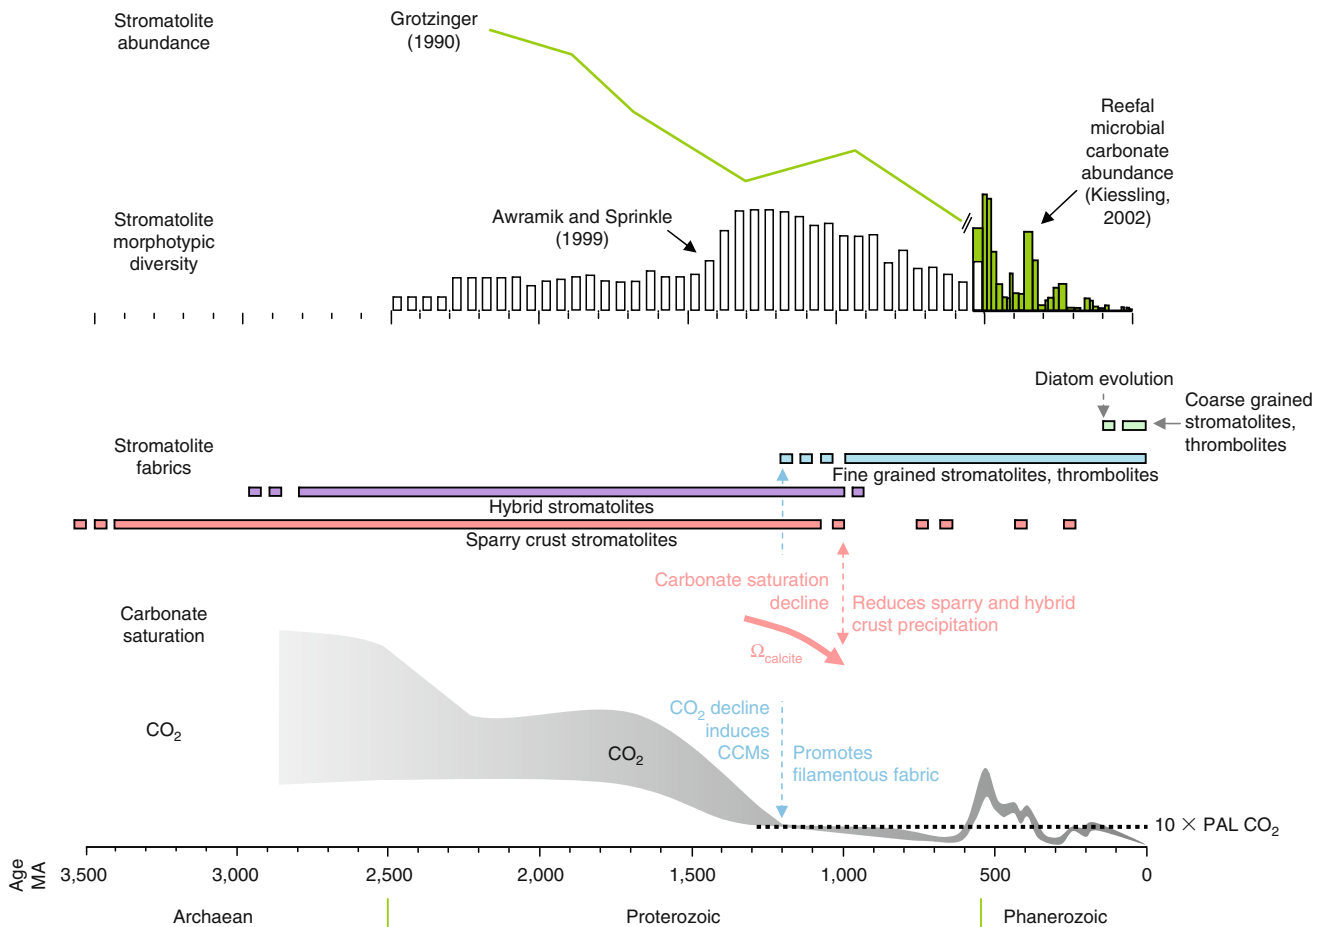 Stromatolite
abundance
Grotzinger
(1990)
Reefal
microbial
carbonate
abundance
(Kiessling,
2002)
Stromatolite
morphotypic
diversity
Awramik and Sprinkle
(1999)
Diatom evolution
Coarse grained
stromatolites,
thrombolites
Stromatolite
fabrics
Fine grained stromatolites, thrombolites
Hybrid stromatolites
Sparry crust stromatolites
Carbonate saturation
decline
Reduces sparry and hybrid
crust precipitation
Carbonate
saturation
Ωcalcite
CO2
CO2
CO2 decline
induces
CCMs
Promotes
filamentous fabric
10 × PAL CO2
Age
MA
3,500 3,000 2,500 2,000 1,500 1,000 500 0
Archaean Proterozoic Phanerozoic